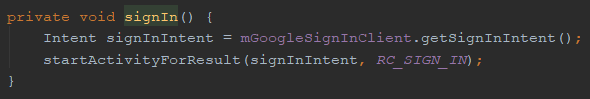 private void signIn() {
    Intent signInIntent = mGoogleSignInClient.getSignInIntent();
    startActivityForResult(signInIntent, RC_SIGN_IN);
}